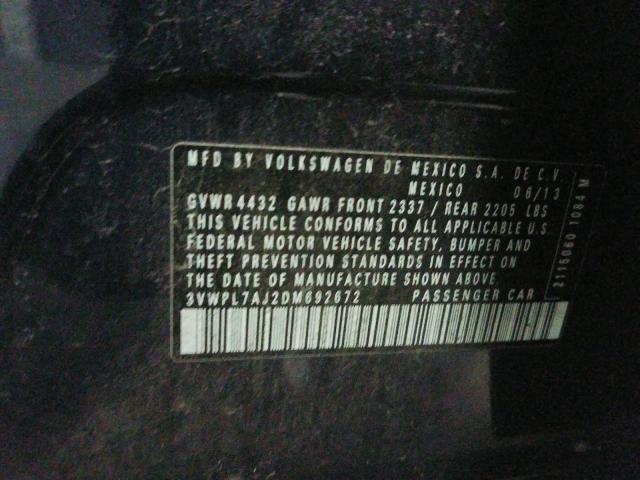 MFD BY VOLKSWAGEN DE MEXICO S.A. DE C.V.
MEXICO 06/13
GVWR 4432 GAWR FRONT 2337 / REAR 2205 LBS
THIS VEHICLE CONFORMS TO ALL APPLICABLE U.S.
FEDERAL MOTOR VEHICLE SAFETY, BUMPER AND
THEFT PREVENTION STANDARDS IN EFFECT ON
THE DATE OF MANUFACTURE SHOWN ABOVE.
3VWPL7AJ2DM692672 PASSENGER CAR
2115060 1084 M